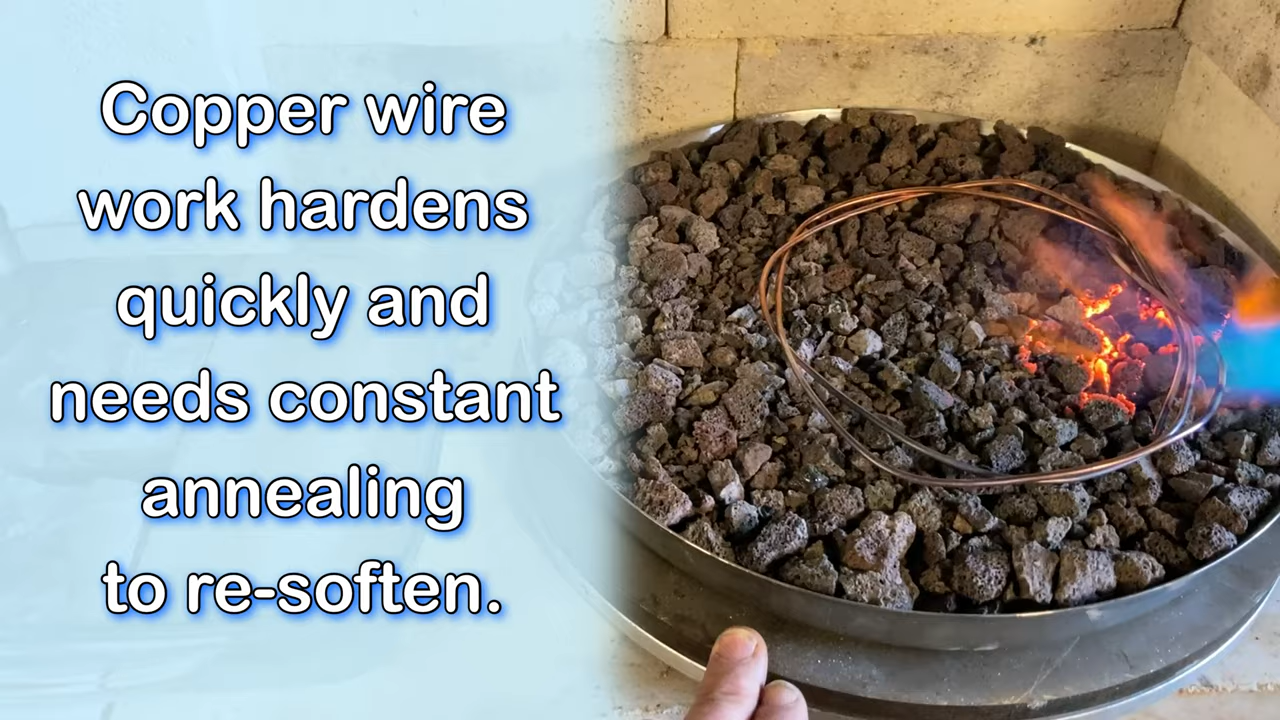 Copper wire
work hardens
quickly and
needs constant
annealing
to re-soften.